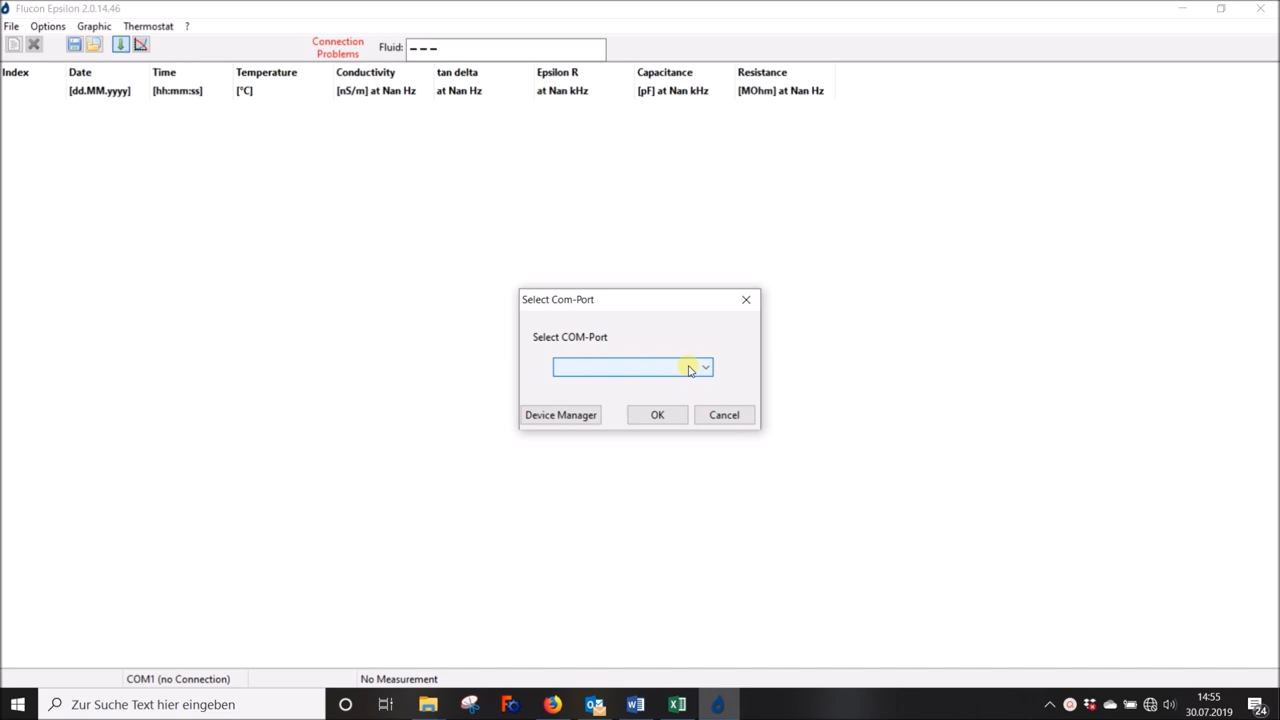 Flucon Epsilon 2.0.14.46
File Options Graphic Thermostat ?
Connection
Problems
Fluid: ---
Index Date Time Temperature Conductivity tan delta Epsilon R Capacitance Resistance
[dd.MM.yyyy] [hh:mm:ss] [°C] [nS/m] at Nan Hz at Nan Hz at Nan kHz [pF] at Nan kHz [MOhm] at Nan Hz
Select Com-Port
Select COM-Port
Device Manager OK Cancel
COM1 (no Connection) No Measurement
Zur Suche Text hier eingeben
14:55
30.07.2019
24